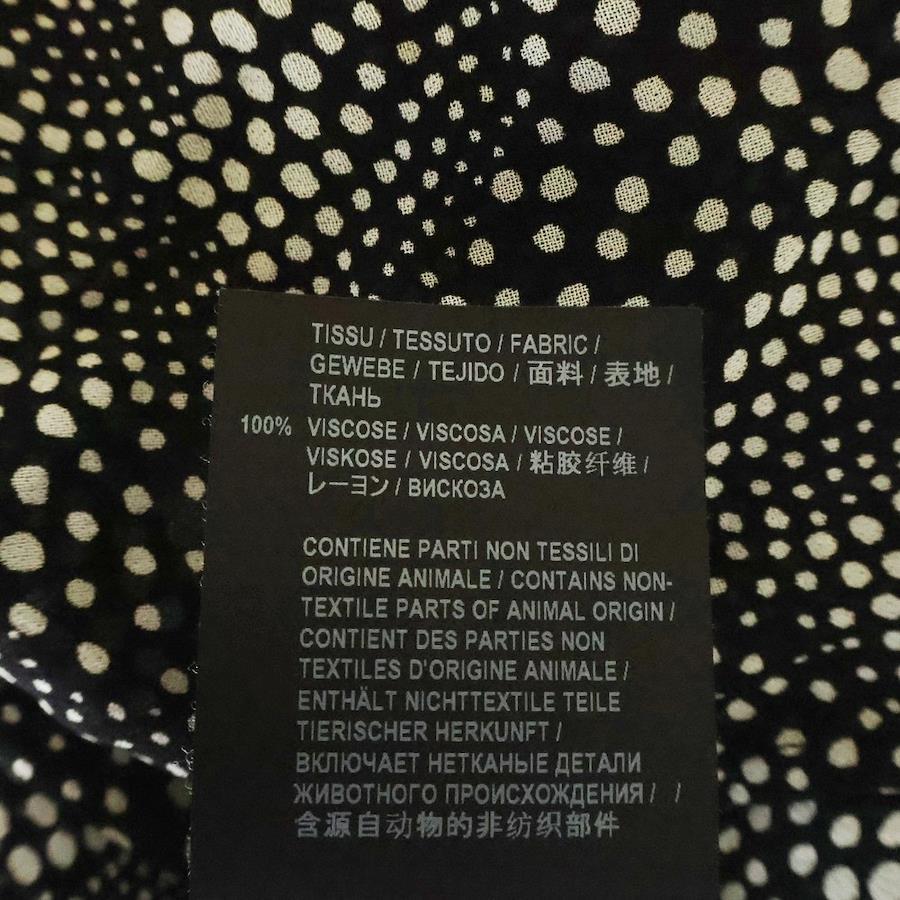 TISSU / TESSUTO / FABRIC /
GEWEBE / TEJIDO / 面料 / 表地 /
ТКАНЬ
100% VISCOSE / VISCOSA / VISCOSE /
VISKOSE / VISCOSA / 粘胶纤维 /
レーヨン / ВИСКОЗА
CONTIENE PARTI NON TESSILI DI
ORIGINE ANIMALE / CONTAINS NON-
TEXTILE PARTS OF ANIMAL ORIGIN /
CONTIENT DES PARTIES NON
TEXTILES D'ORIGINE ANIMALE /
ENTHÄLT NICHTTEXTILE TEILE
TIERISCHER HERKUNFT /
ВКЛЮЧАЕТ НЕТКАНЫЕ ДЕТАЛИ
ЖИВОТНОГО ПРОИСХОЖДЕНИЯ / /
含源自动物的非纺织部件